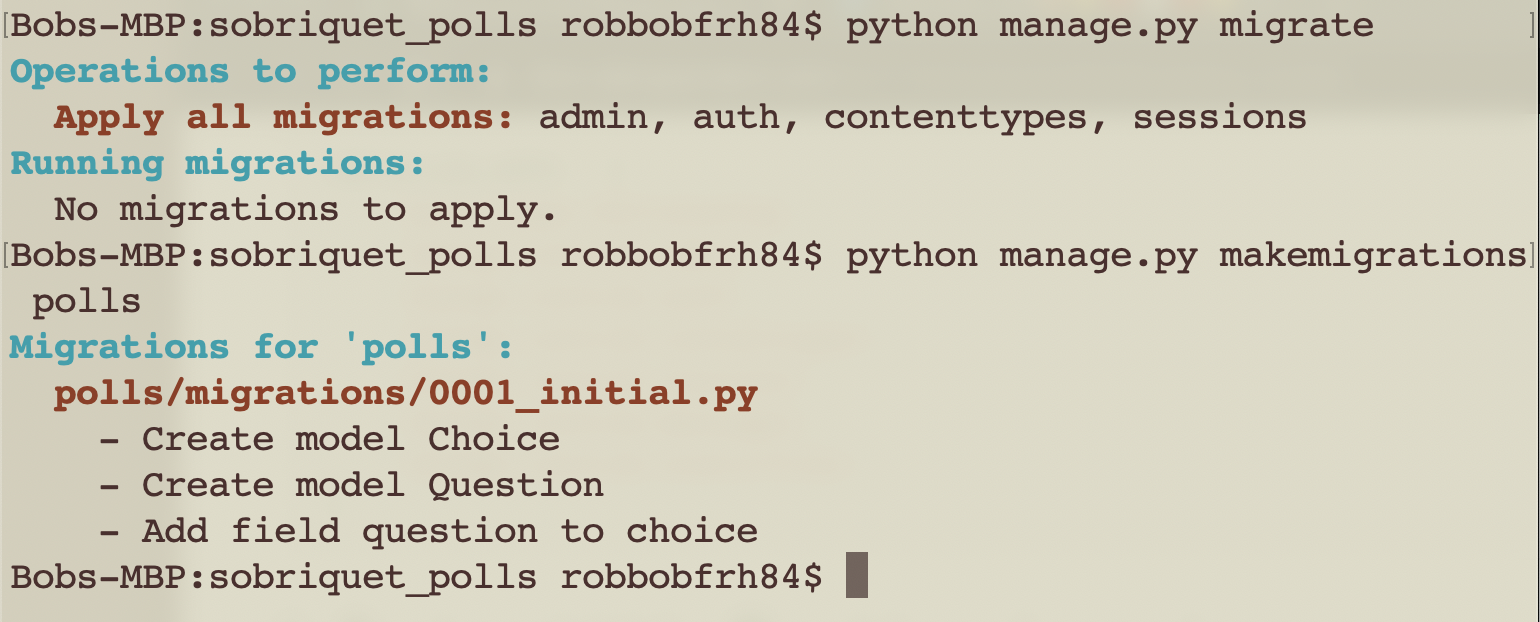 [Bobs-MBP:sobriquet_polls robbobfrh84$ python manage.py migrate ]
Operations to perform:
  Apply all migrations: admin, auth, contenttypes, sessions
Running migrations:
  No migrations to apply.
[Bobs-MBP:sobriquet_polls robbobfrh84$ python manage.py makemigrations]
 polls
Migrations for 'polls':
  polls/migrations/0001_initial.py
    - Create model Choice
    - Create model Question
    - Add field question to choice
Bobs-MBP:sobriquet_polls robbobfrh84$